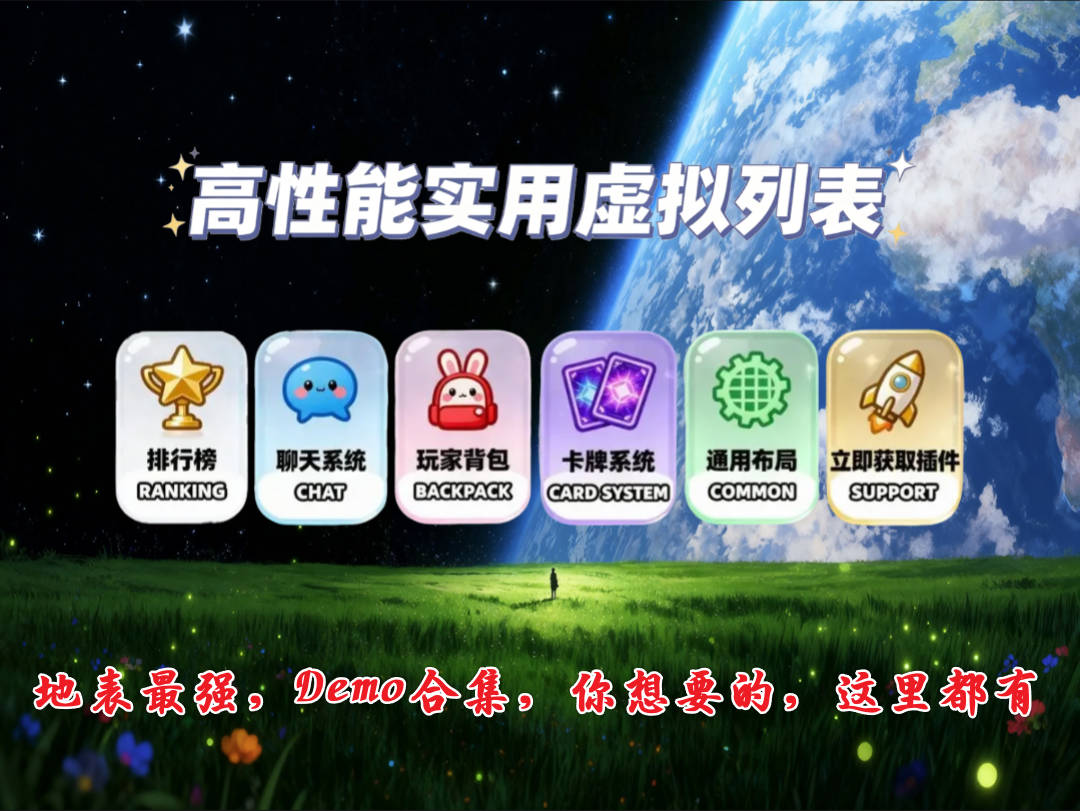 高性能实用虚拟列表
排行榜
RANKING
聊天系统
CHAT
玩家背包
BACKPACK
卡牌系统
CARD SYSTEM
通用布局
COMMON
立即获取插件
SUPPORT
地表最强，Demo合集，你想要的，这里都有